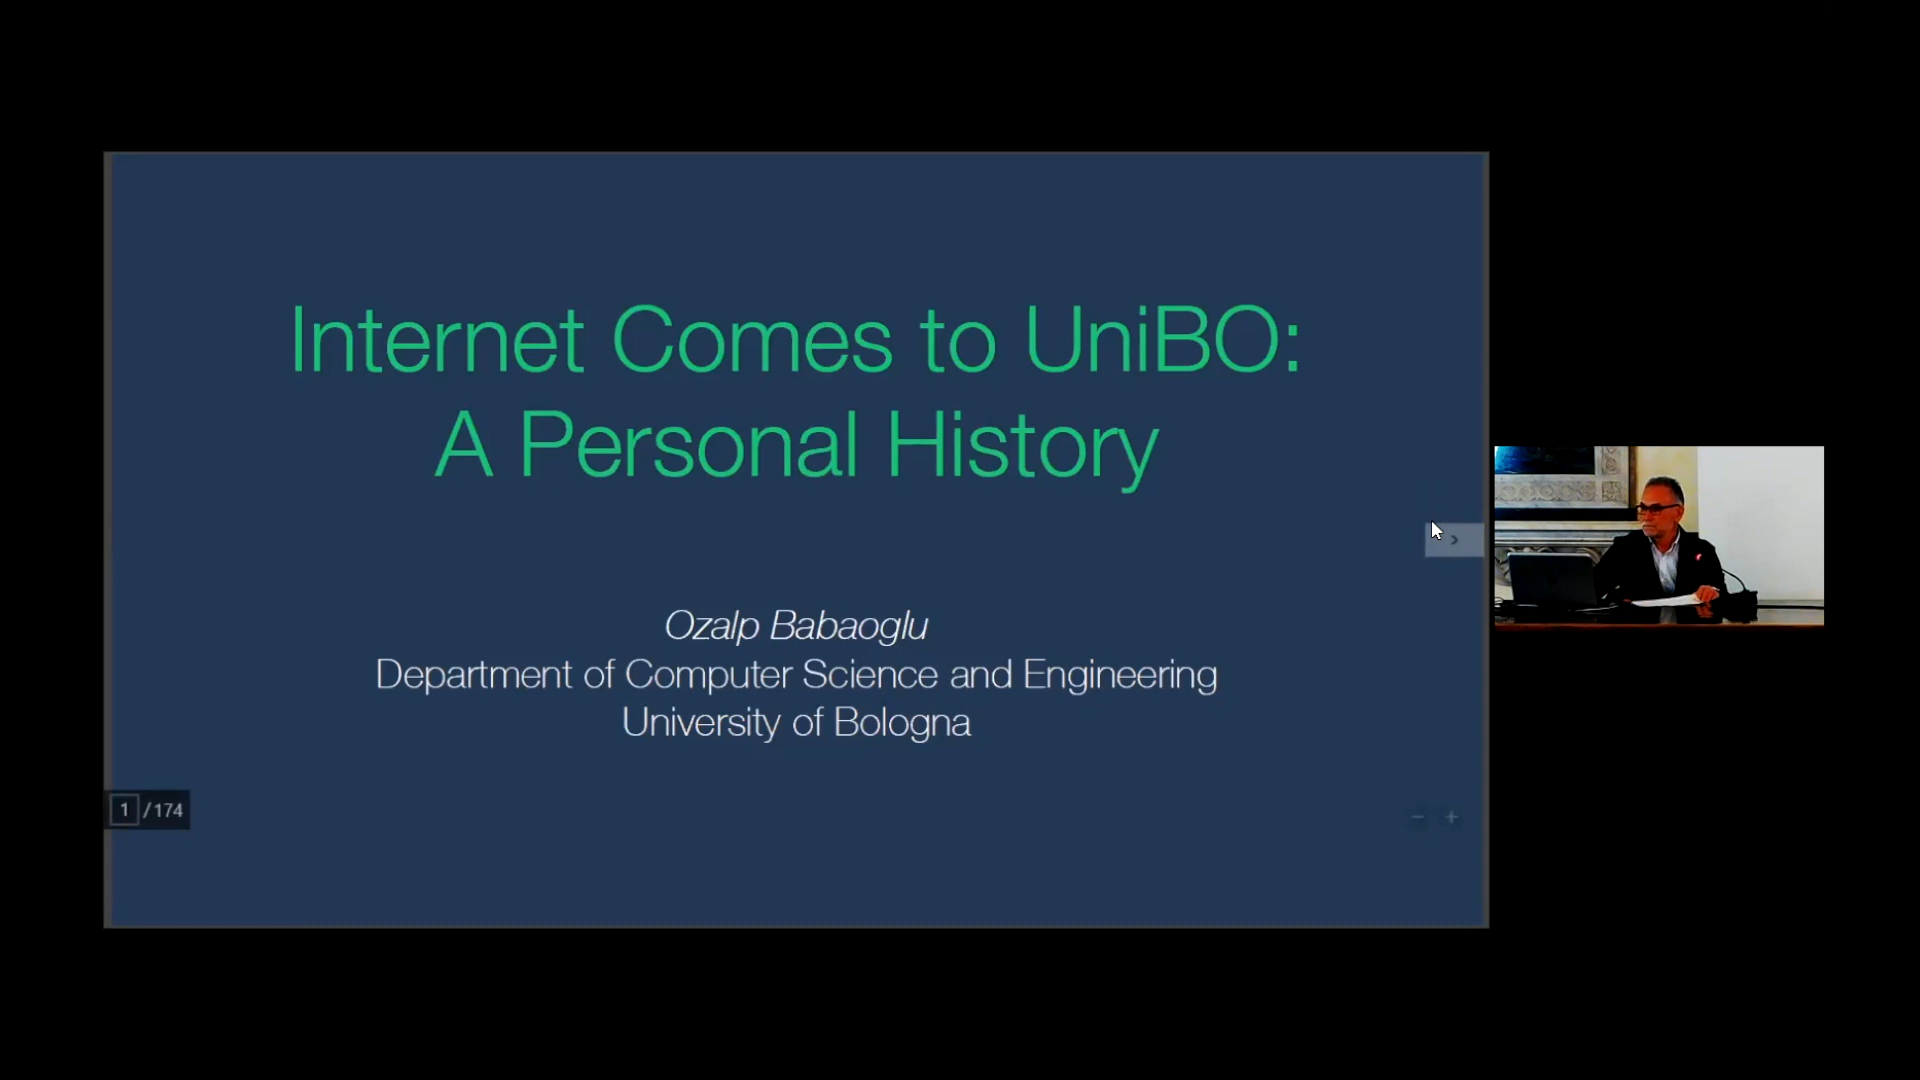 Internet Comes to UniBO:
A Personal History
Ozalp Babaoglu
Department of Computer Science and Engineering
University of Bologna
1 / 174